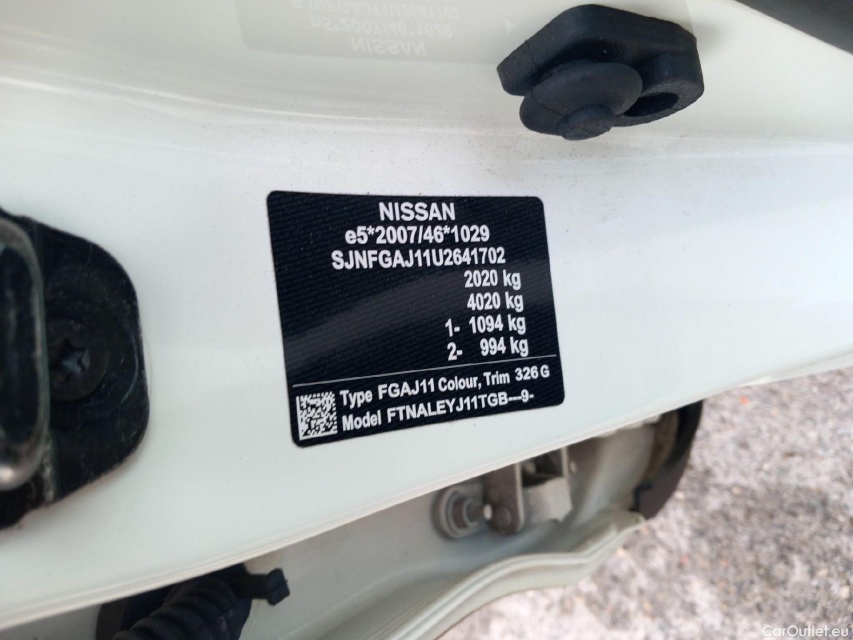 NISSAN
e5*2007/46*1029
SJNFGAJ11U2641702
2020 kg
4020 kg
1- 1094 kg
2- 994 kg
Type FGAJ11 Colour, Trim 326 G
Model FTNALEYJ11TGB---9-
CarOutlet.eu